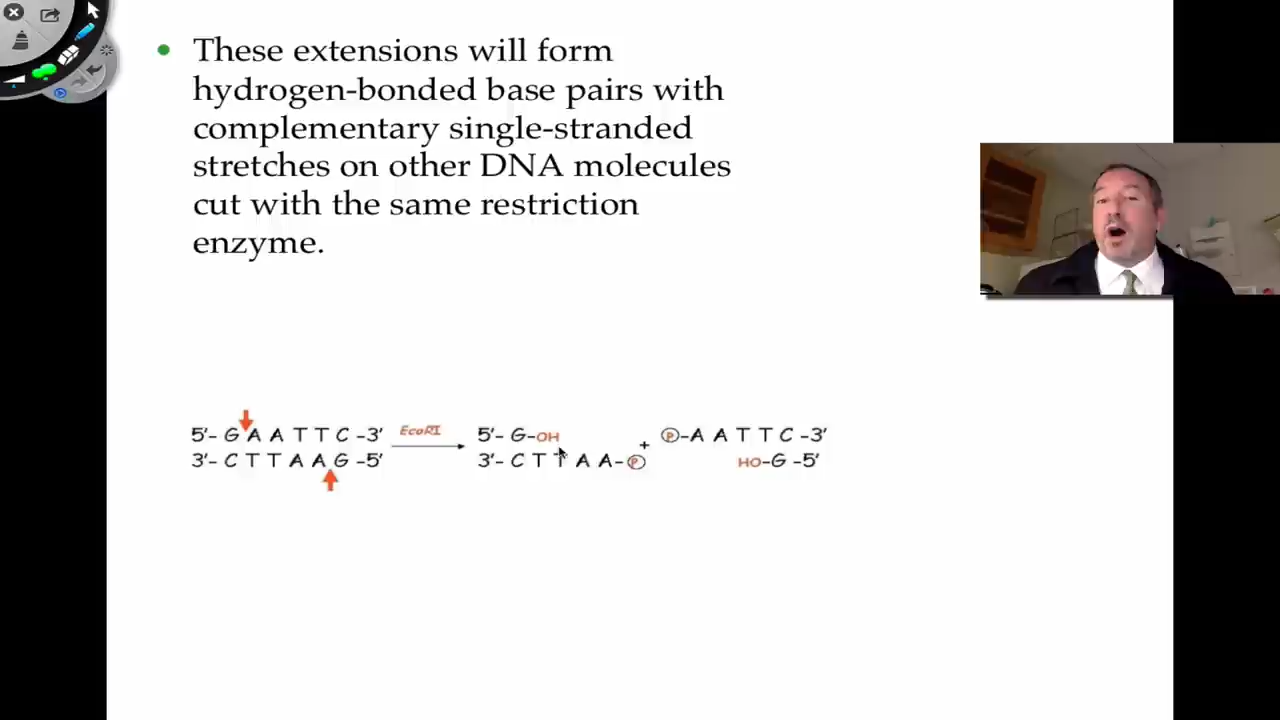 • These extensions will form
hydrogen-bonded base pairs with
complementary single-stranded
stretches on other DNA molecules
cut with the same restriction
enzyme.
5'- G A A T T C -3' EcoRI 5'- G-OH + P-A A T T C -3'
3'- C T T A A G -5' 3'- C T T A A-P HO-G -5'